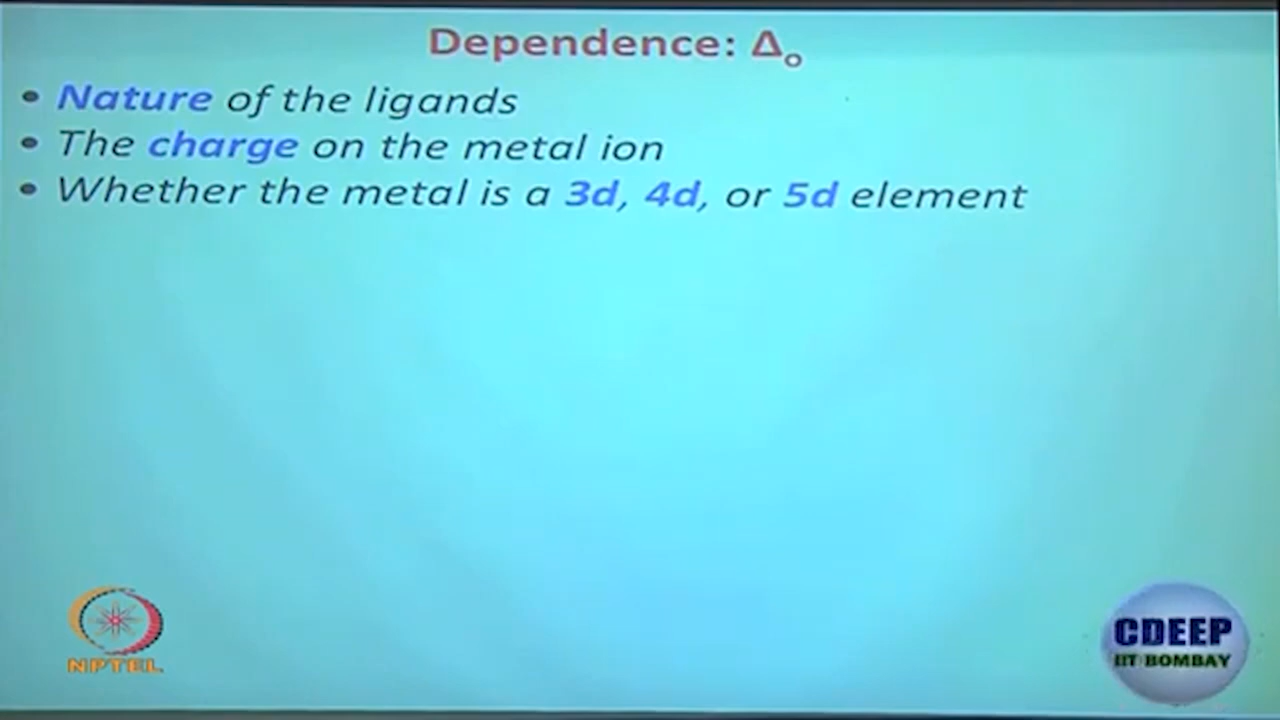 Dependence: Δo
• Nature of the ligands
• The charge on the metal ion
• Whether the metal is a 3d, 4d, or 5d element
NPTEL
CDEEP
IIT BOMBAY